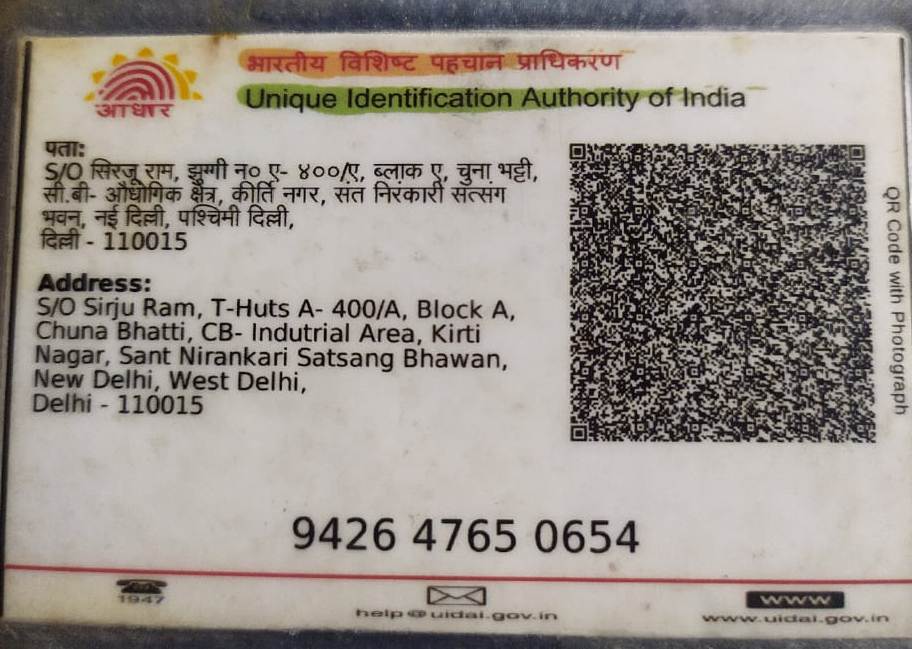 भारतीय विशिष्ट पहचान प्राधिकरण
आधार
Unique Identification Authority of India
पता:
S/O सिरजू राम, झुग्गी न० ए- ४००/ए, ब्लाक ए, चुना भट्टी,
सी.बी- औधोगिक क्षैत्र, कीर्ति नगर, संत निरंकारी सत्संग
भवन, नई दिल्ली, पश्चिमी दिल्ली,
दिल्ली - 110015
Address:
S/O Sirju Ram, T-Huts A- 400/A, Block A,
Chuna Bhatti, CB- Indutrial Area, Kirti
Nagar, Sant Nirankari Satsang Bhawan,
New Delhi, West Delhi,
Delhi - 110015
QR Code with Photograph
9426 4765 0654
1947
help@uidai.gov.in
www
www.uidai.gov.in